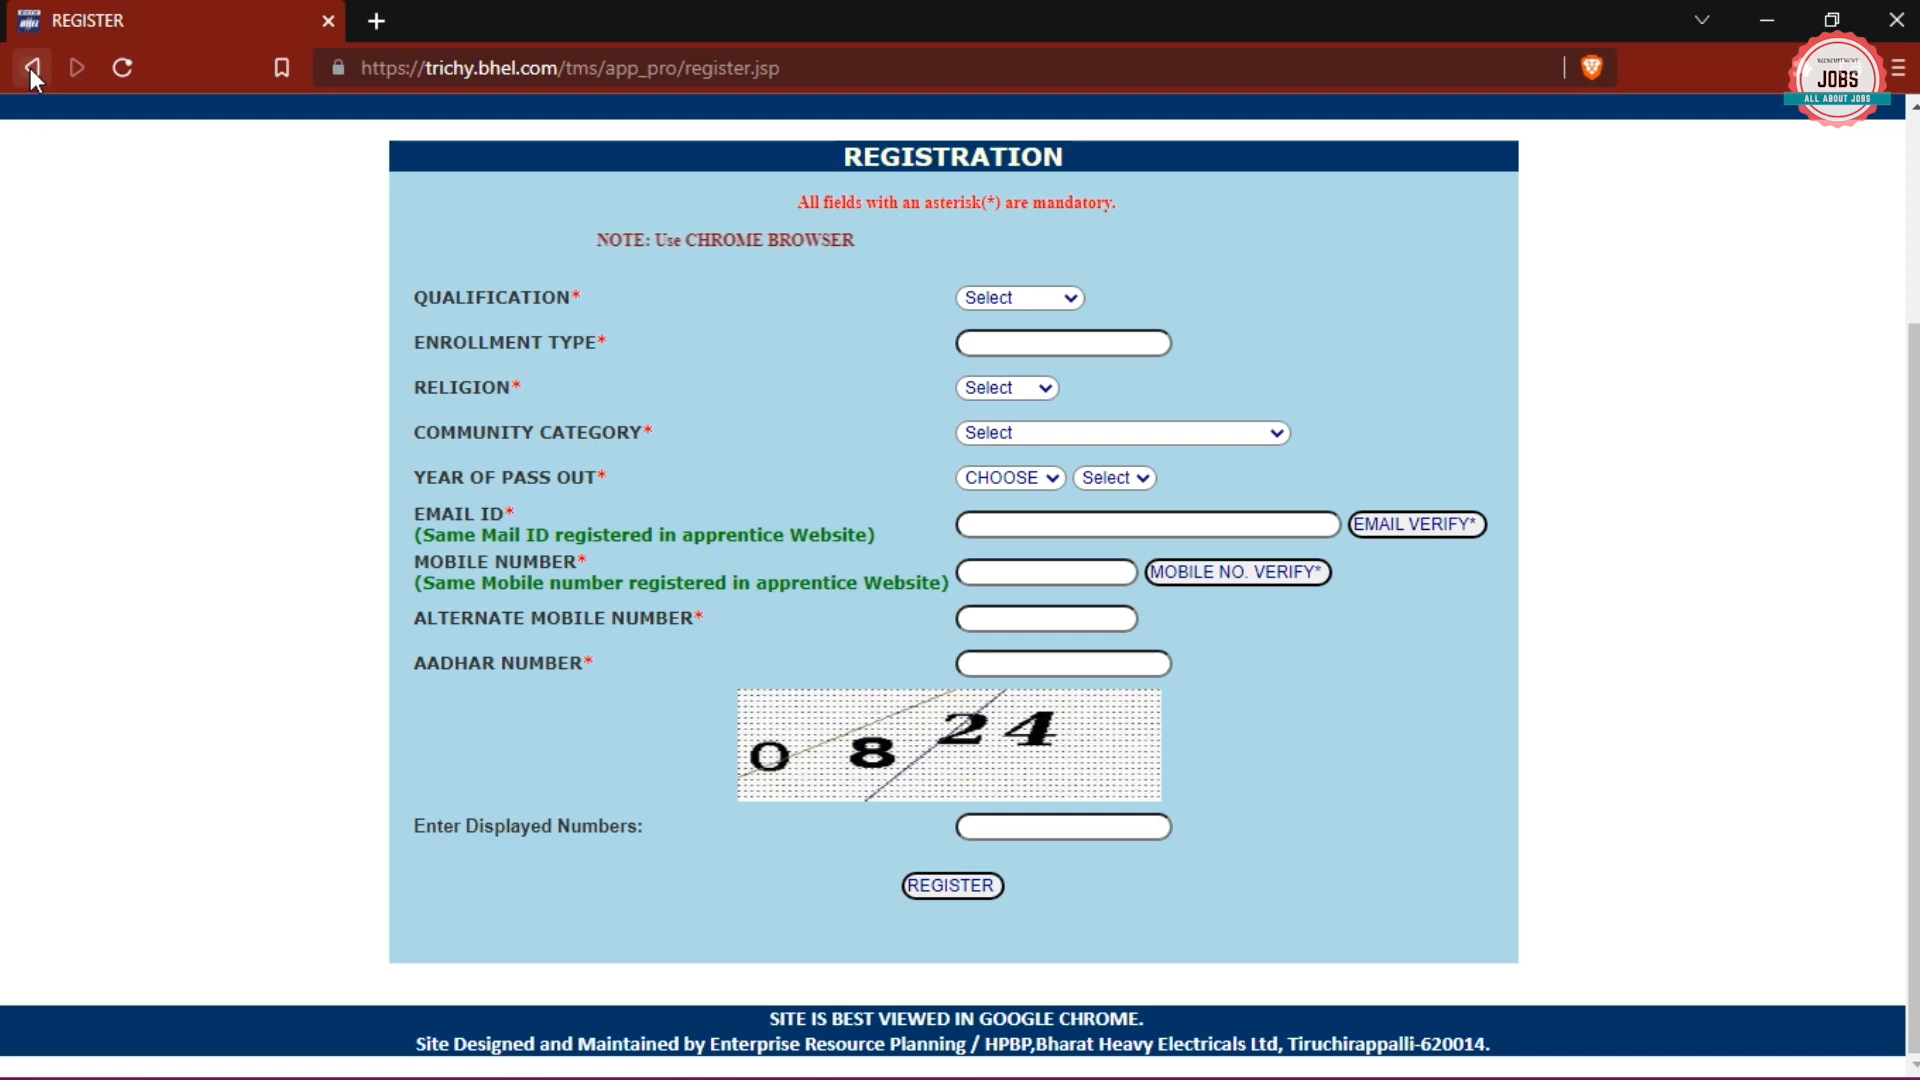 REGISTER
https://trichy.bhel.com/tms/app_pro/register.jsp
RECRUITMENT
JOBS
ALL ABOUT JOBS
REGISTRATION
All fields with an asterisk(*) are mandatory.
NOTE: Use CHROME BROWSER
QUALIFICATION* Select
ENROLLMENT TYPE*
RELIGION* Select
COMMUNITY CATEGORY* Select
YEAR OF PASS OUT* CHOOSE Select
EMAIL ID*
(Same Mail ID registered in apprentice Website) EMAIL VERIFY*
MOBILE NUMBER*
(Same Mobile number registered in apprentice Website) MOBILE NO. VERIFY*
ALTERNATE MOBILE NUMBER*
AADHAR NUMBER*
0 8 2 4
Enter Displayed Numbers:
REGISTER
SITE IS BEST VIEWED IN GOOGLE CHROME.
Site Designed and Maintained by Enterprise Resource Planning / HPBP,Bharat Heavy Electricals Ltd, Tiruchirappalli-620014.